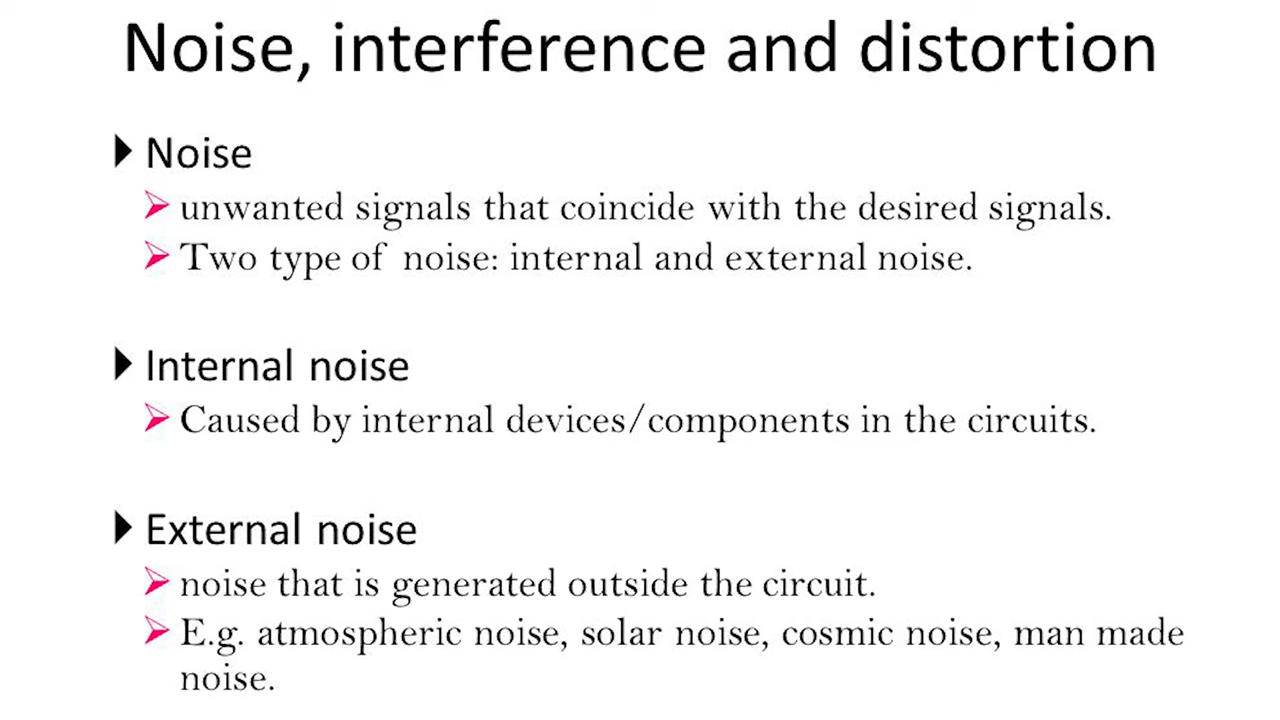 Noise, interference and distortion
Noise
unwanted signals that coincide with the desired signals.
Two type of noise: internal and external noise.
Internal noise
Caused by internal devices/components in the circuits.
External noise
noise that is generated outside the circuit.
E.g. atmospheric noise, solar noise, cosmic noise, man made
noise.